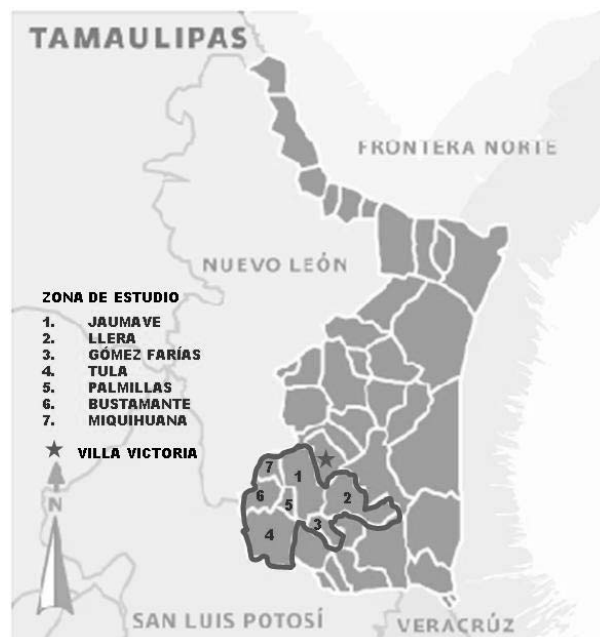 TAMAULIPAS
FRONTERA NORTE
NUEVO LEÓN
ZONA DE ESTUDIO
1. JAUMAVE
2. LLERA
3. GÓMEZ FARÍAS
4. TULA
5. PALMILLAS
6. BUSTAMANTE
7. MIQUIHUANA
VILLA VICTORIA
N
7
1
6
5
2
3
4
SAN LUIS POTOSÍ
VERACRÚZ